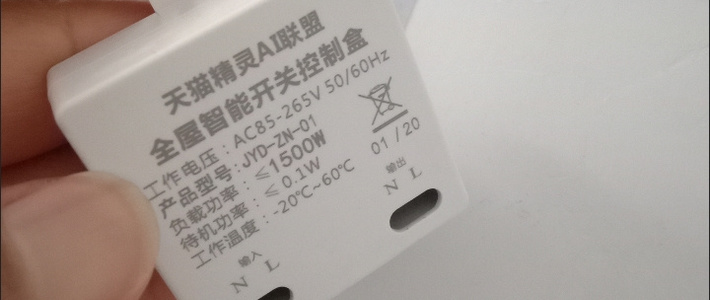 天猫精灵AI联盟
全屋智能开关控制盒
工作电压：AC85-265V 50/60Hz
产品型号：JYD-ZN-01
负载功率：≤1500W
待机功率：≤0.1W
工作温度：-20℃~60℃
01/20
输出
N L
输入
N L